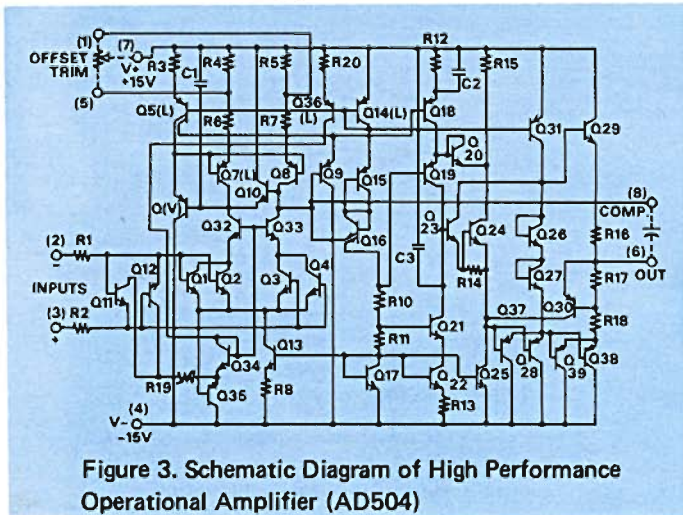 (1)
OFFSET
TRIM
(7)
V+
+15V
(5)
R3
C1
R4
R5
R20
R12
C2
R15
Q5(L)
R6
R7
Q36
(L)
Q14(L)
Q18
Q31
Q29
Q7(L)
Q8
Q9
Q10
Q15
Q19
Q
20
Q(V)
Q32
Q33
Q16
Q
23
Q24
Q26
R16
(8)
COMP.
(6)
OUT
(2)
-
R1
INPUTS
(3)
+
R2
Q11
Q12
Q1
Q2
Q3
Q4
C3
R14
Q27
R17
R10
Q37
Q30
R18
R11
Q21
R19
Q34
Q13
Q35
R8
Q17
Q
22
Q25
Q
28
Q
39
Q38
R13
V-
(4)
-15V
Figure 3. Schematic Diagram of High Performance
Operational Amplifier (AD504)